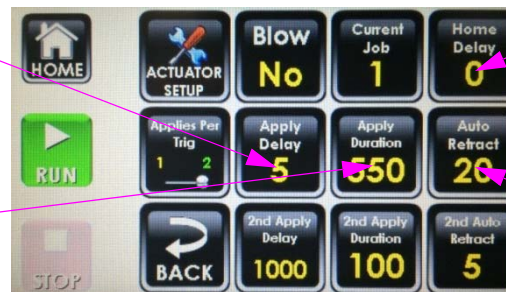 HOME
ACTUATOR
SETUP
Blow
No
Current
Job
1
Home
Delay
0
RUN
Applies Per
Trig
1 2
Apply
Delay
5
Apply
Duration
550
Auto
Retract
20
STOP
BACK
2nd Apply
Delay
1000
2nd Apply
Duration
100
2nd Auto
Retract
5